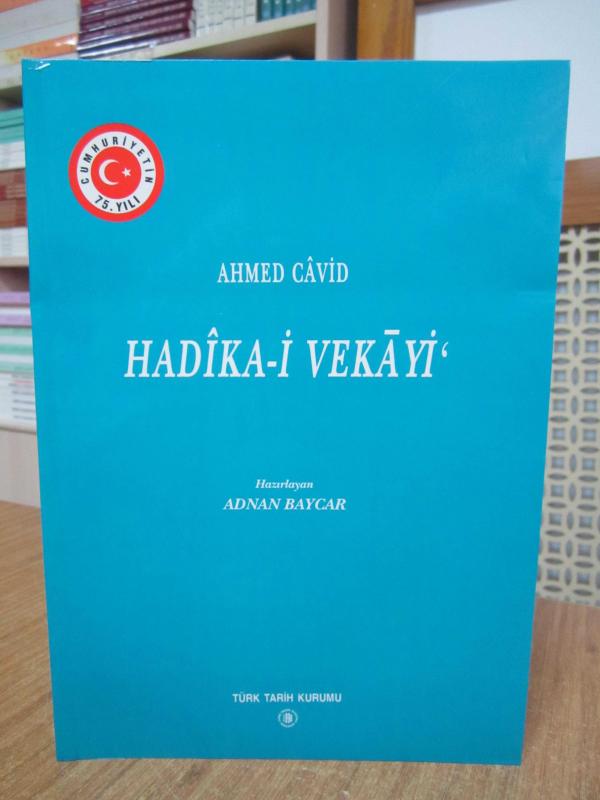 CUMHURİYETİN
75. YILI
AHMED CÂVİD
HADÎKA-İ VEKĀYİ‘
Hazırlayan
ADNAN BAYCAR
TÜRK TARİH KURUMU